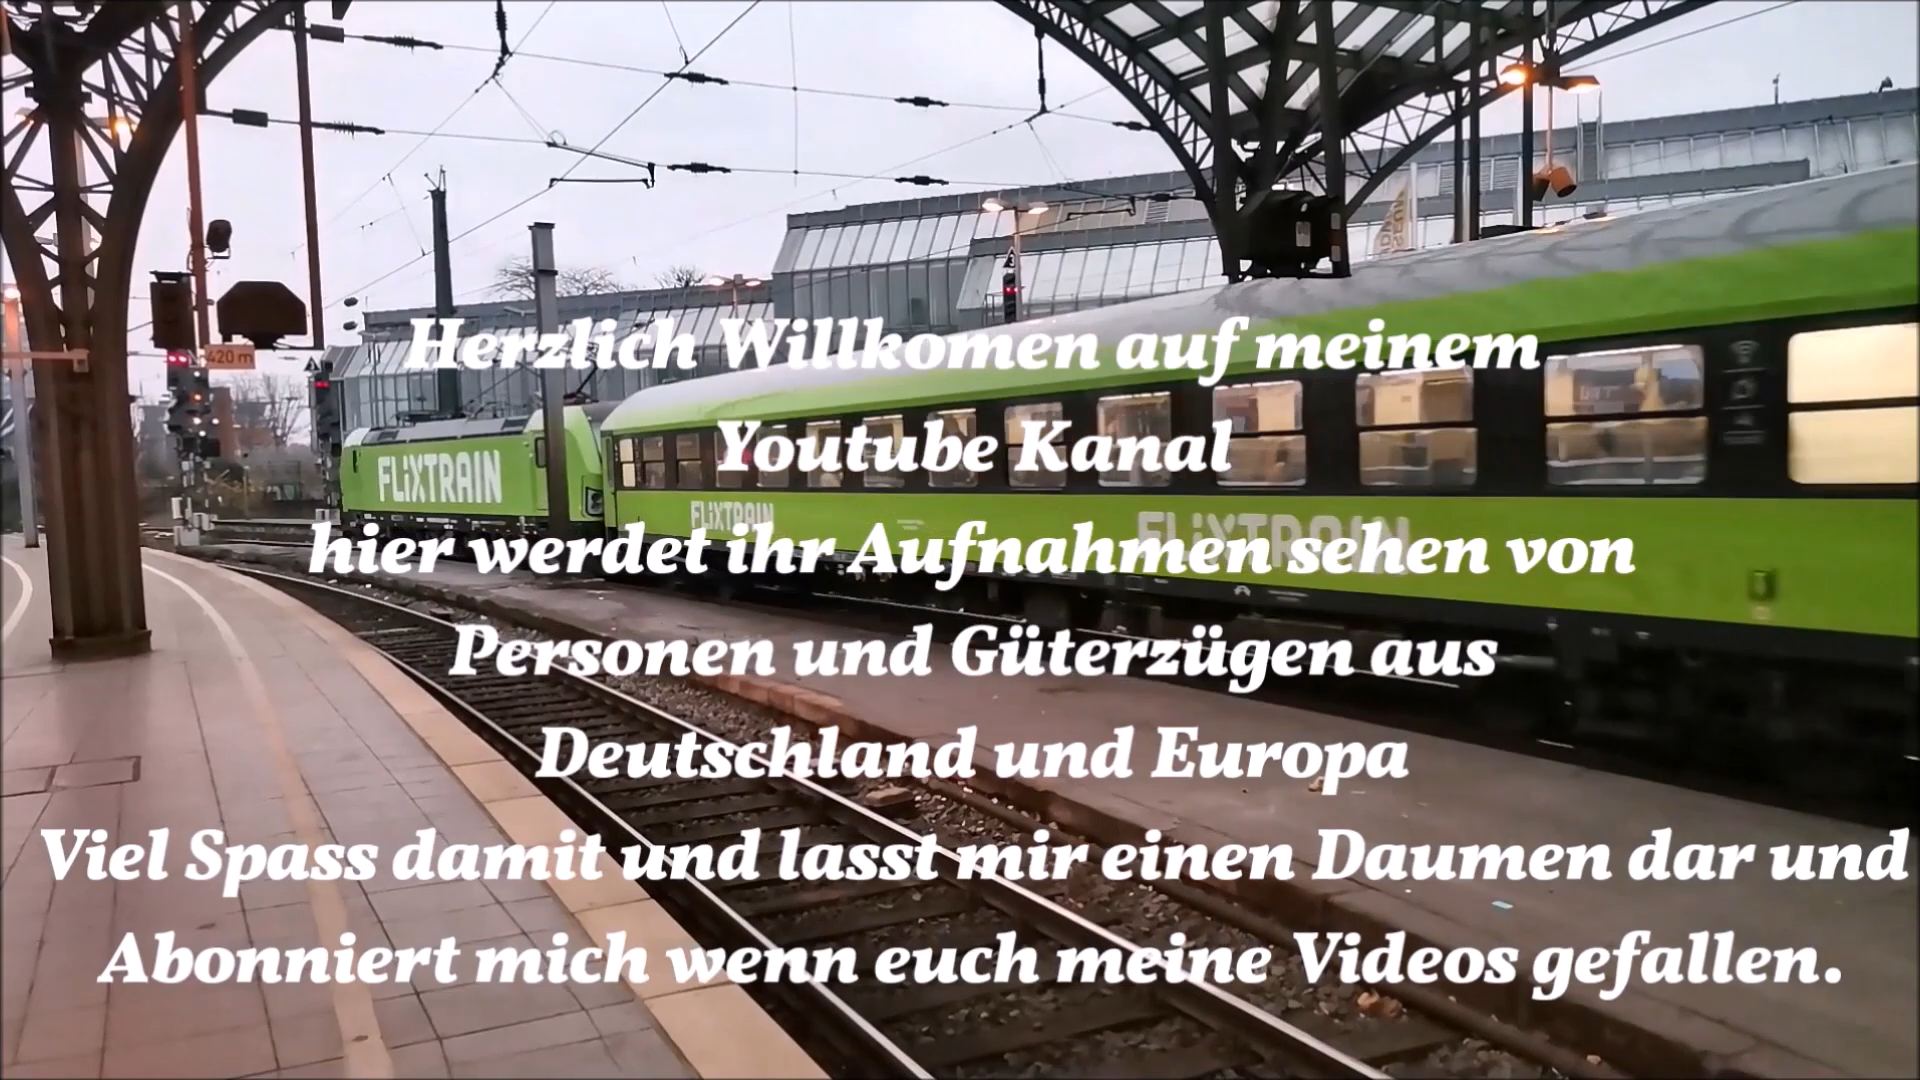 420 m
Herzlich Willkomen auf meinem
Youtube Kanal
FLiXTRAIN
FLiXTRAIN
FLiXTRAIN
hier werdet ihr Aufnahmen sehen von
Personen und Güterzügen aus
Deutschland und Europa
Viel Spass damit und lasst mir einen Daumen dar und
Abonniert mich wenn euch meine Videos gefallen.